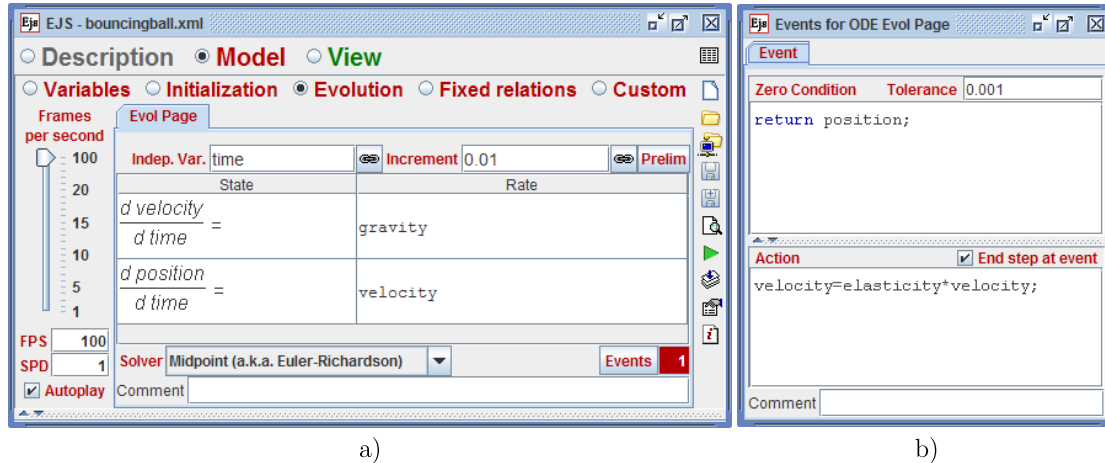 Ejs EJS - bouncingball.xml
Description Model View
Variables Initialization Evolution Fixed relations Custom
Frames
per second
100
20
15
10
5
1
FPS 100
SPD 1
Autoplay
Evol Page
Indep. Var. time Increment 0.01 Prelim
State Rate
d velocity
d time
= gravity
d position
d time
= velocity
Solver Midpoint (a.k.a. Euler-Richardson) Events 1
Comment
a)
Ejs Events for ODE Evol Page
Event
Zero Condition Tolerance 0.001
return position;
Action End step at event
velocity=elasticity*velocity;
Comment
b)